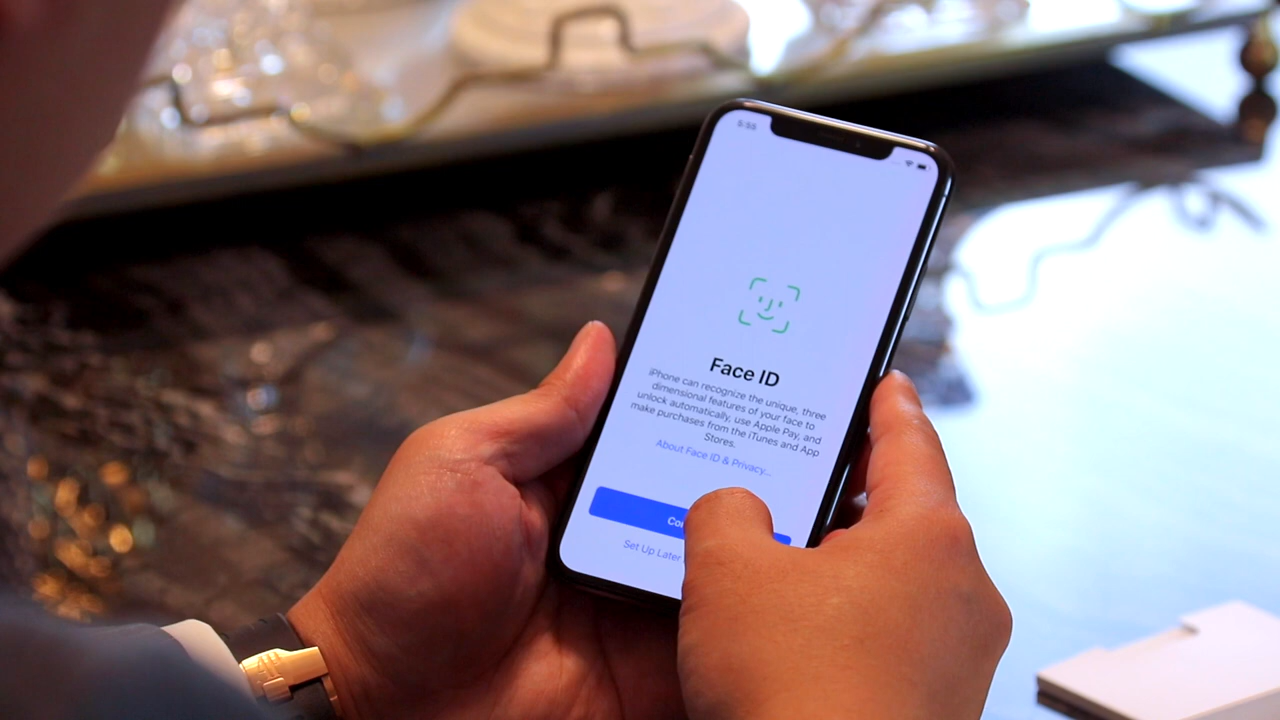 5:55
Face ID
iPhone can recognize the unique, three
dimensional features of your face to
unlock automatically, use Apple Pay, and
make purchases from the iTunes and App
Stores.
About Face ID & Privacy...
Set Up Later